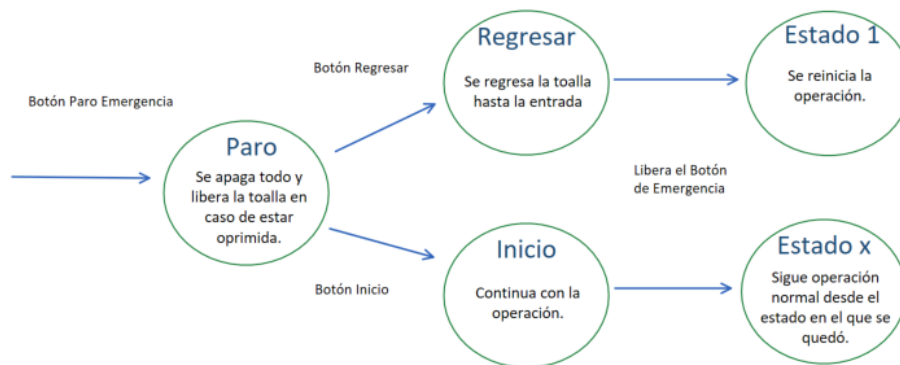 Botón Paro Emergencia
Paro
Se apaga todo y
libera la toalla en
caso de estar
oprimida.
Botón Regresar
Regresar
Se regresa la toalla
hasta la entrada
Estado 1
Se reinicia la
operación.
Libera el Botón
de Emergencia
Botón Inicio
Inicio
Continua con la
operación.
Estado x
Sigue operación
normal desde el
estado en el que se
quedó.